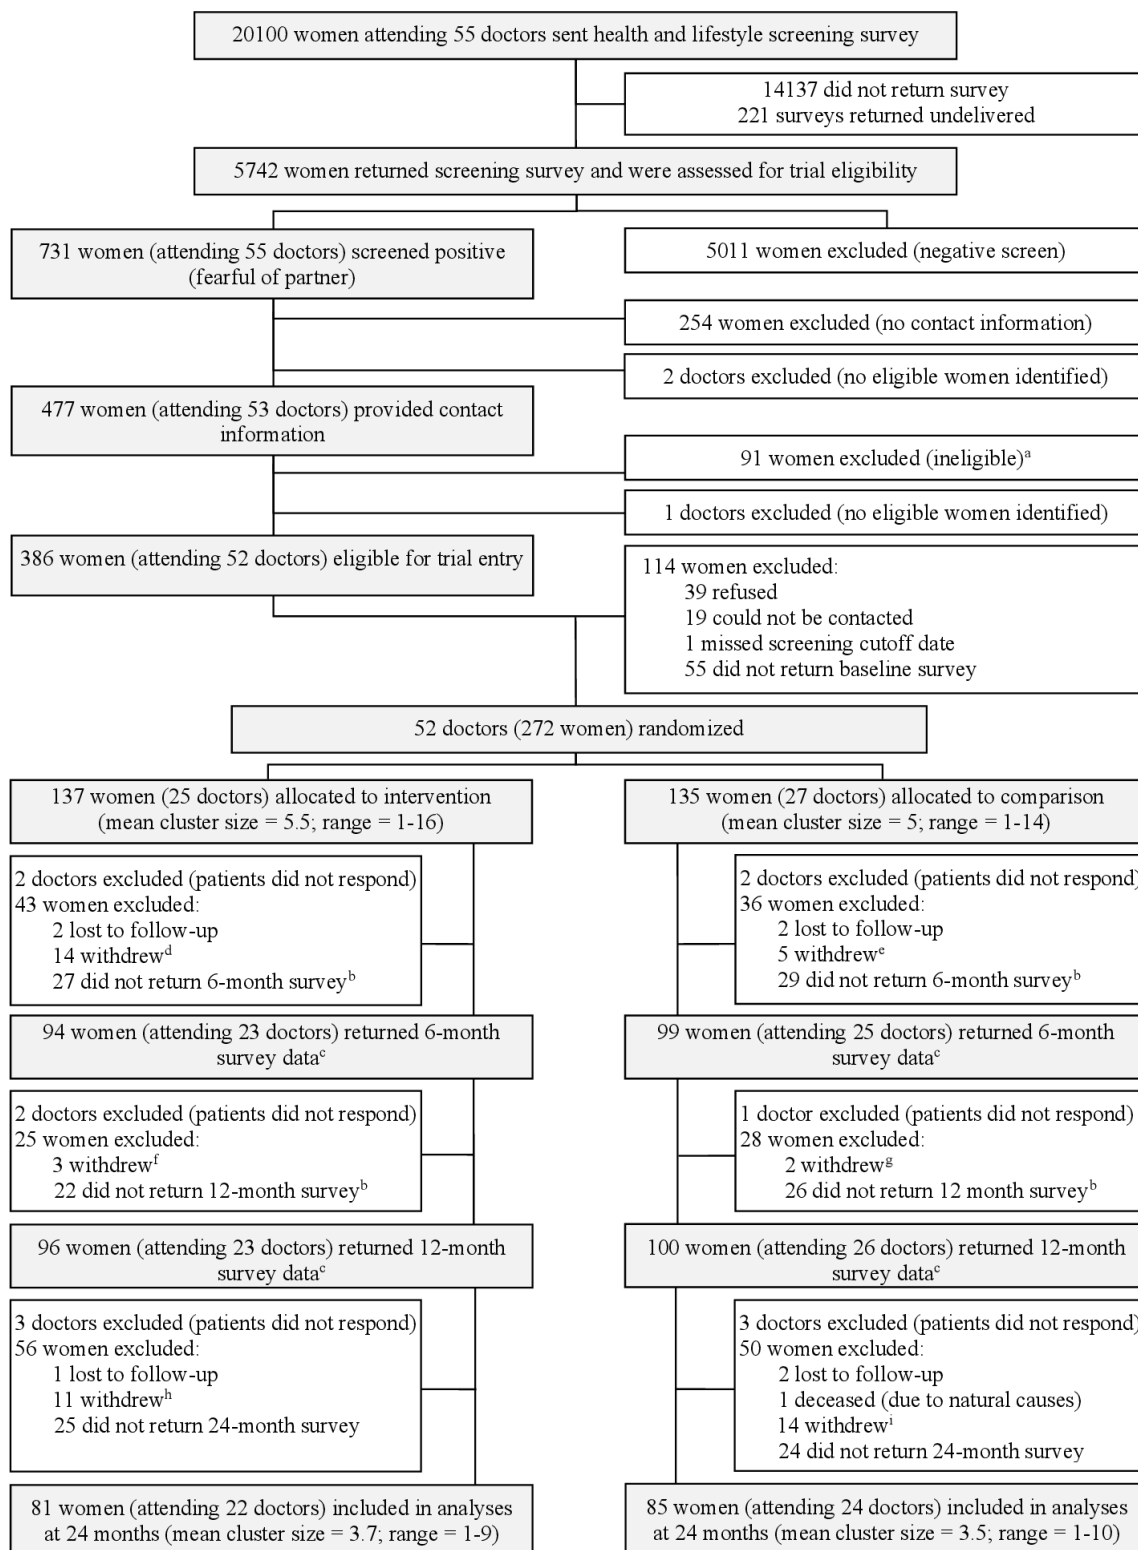 20100 women attending 55 doctors sent health and lifestyle screening survey
14137 did not return survey
221 surveys returned undelivered
5742 women returned screening survey and were assessed for trial eligibility
731 women (attending 55 doctors) screened positive
(fearful of partner)
5011 women excluded (negative screen)
254 women excluded (no contact information)
2 doctors excluded (no eligible women identified)
477 women (attending 53 doctors) provided contact
information
91 women excluded (ineligible)ᵃ
1 doctors excluded (no eligible women identified)
386 women (attending 52 doctors) eligible for trial entry
114 women excluded:
39 refused
19 could not be contacted
1 missed screening cutoff date
55 did not return baseline survey
52 doctors (272 women) randomized
137 women (25 doctors) allocated to intervention
(mean cluster size = 5.5; range = 1-16)
135 women (27 doctors) allocated to comparison
(mean cluster size = 5; range = 1-14)
2 doctors excluded (patients did not respond)
43 women excluded:
2 lost to follow-up
14 withdrewᵈ
27 did not return 6-month surveyᵇ
2 doctors excluded (patients did not respond)
36 women excluded:
2 lost to follow-up
5 withdrewᵉ
29 did not return 6-month surveyᵇ
94 women (attending 23 doctors) returned 6-month
survey dataᶜ
99 women (attending 25 doctors) returned 6-month
survey dataᶜ
2 doctors excluded (patients did not respond)
25 women excluded:
3 withdrewᶠ
22 did not return 12-month surveyᵇ
1 doctor excluded (patients did not respond)
28 women excluded:
2 withdrewᵍ
26 did not return 12 month surveyᵇ
96 women (attending 23 doctors) returned 12-month
survey dataᶜ
100 women (attending 26 doctors) returned 12-month
survey dataᶜ
3 doctors excluded (patients did not respond)
56 women excluded:
1 lost to follow-up
11 withdrewʰ
25 did not return 24-month survey
3 doctors excluded (patients did not respond)
50 women excluded:
2 lost to follow-up
1 deceased (due to natural causes)
14 withdrewⁱ
24 did not return 24-month survey
81 women (attending 22 doctors) included in analyses
at 24 months (mean cluster size = 3.7; range = 1-9)
85 women (attending 24 doctors) included in analyses
at 24 months (mean cluster size = 3.5; range = 1-10)